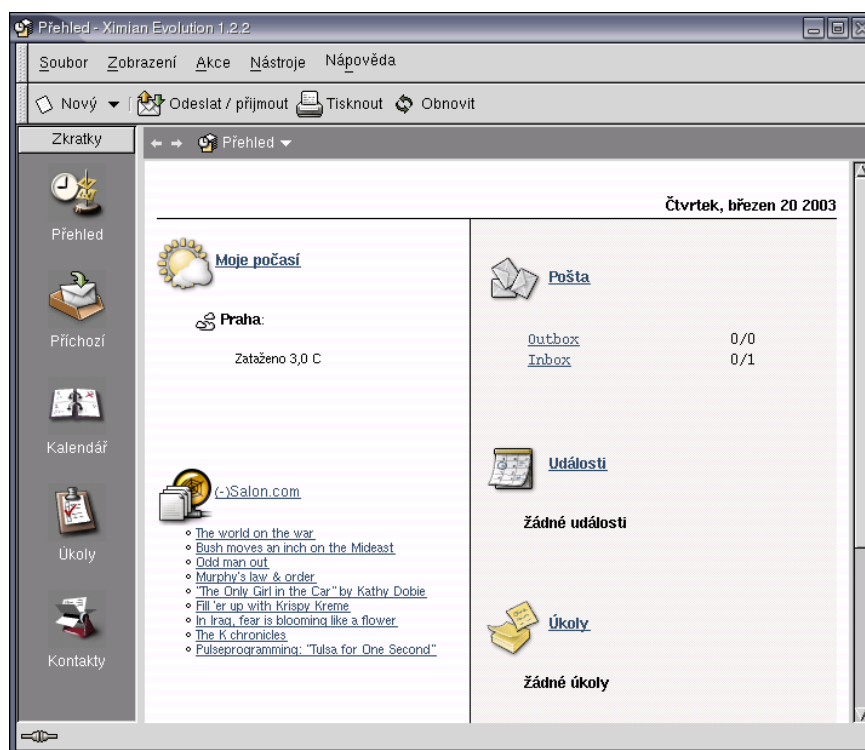 Přehled - Ximian Evolution 1.2.2
Soubor Zobrazení Akce Nástroje Nápověda
Nový Odeslat / přijmout Tisknout Obnovit
Zkratky
Přehled
Přehled
Příchozí
Kalendář
Úkoly
Kontakty
Čtvrtek, březen 20 2003
Moje počasí
Praha:
Zataženo 3,0 C
(-)Salon.com
The world on the war
Bush moves an inch on the Mideast
Odd man out
Murphy's law & order
"The Only Girl in the Car" by Kathy Dobie
Fill 'er up with Krispy Kreme
In Iraq, fear is blooming like a flower
The K chronicles
Pulseprogramming: "Tulsa for One Second"
Pošta
Outbox 0/0
Inbox 0/1
Události
žádné události
Úkoly
žádné úkoly